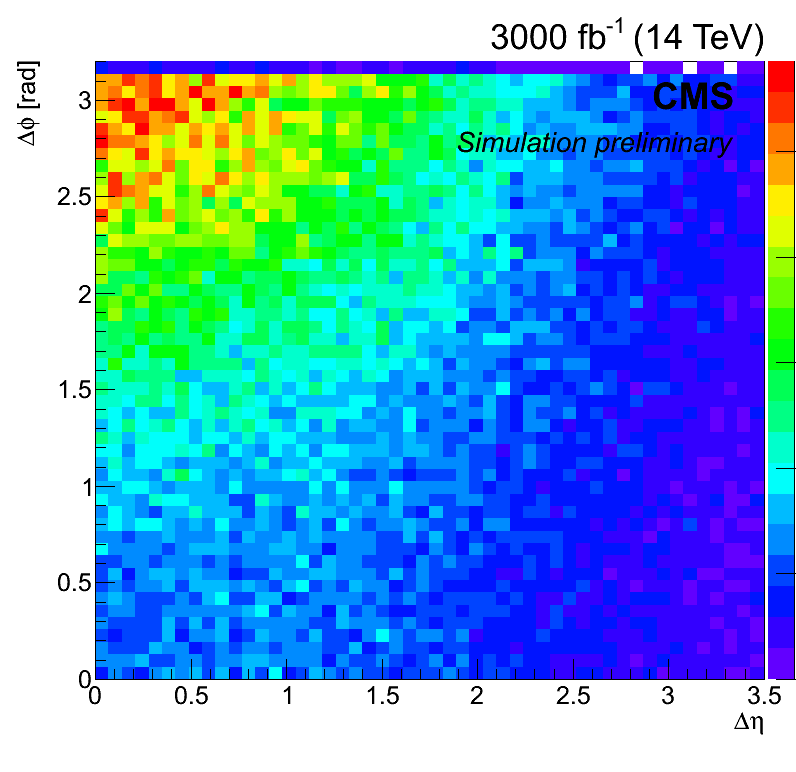 3000 fb⁻¹ (14 TeV)
CMS
Simulation preliminary
Δϕ [rad]
3
2.5
2
1.5
1
0.5
0
0 0.5 1 1.5 2 2.5 3 3.5
Δη